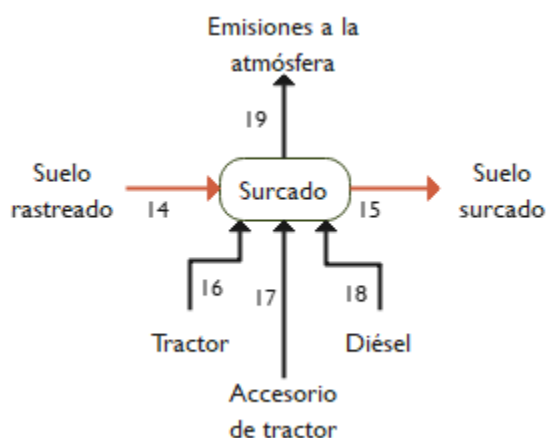 Emisiones a la
atmósfera
19
Suelo
rastreado
14
Surcado
15
Suelo
surcado
16
17
18
Tractor
Diésel
Accesorio
de tractor